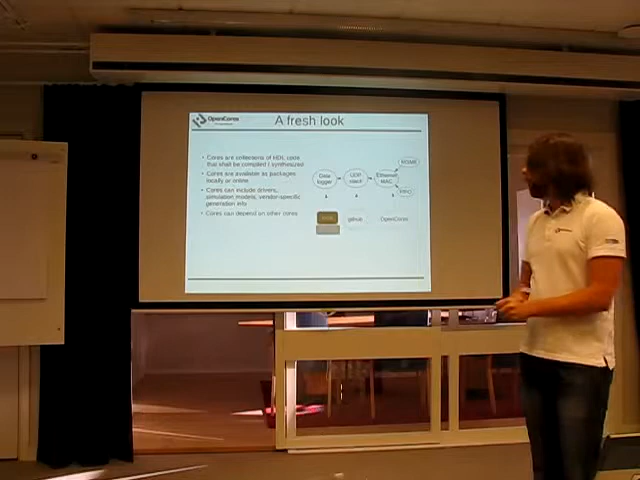 OpenCores
A fresh look
Cores are collections of HDL code
that shall be compiled / synthesized
Cores are available as packages
locally or online
Cores can include drivers,
simulation models, vendor-specific
generation info
Cores can depend on other cores
Data
logger
UDP
stack
Ethernet
MAC
github
OpenCores